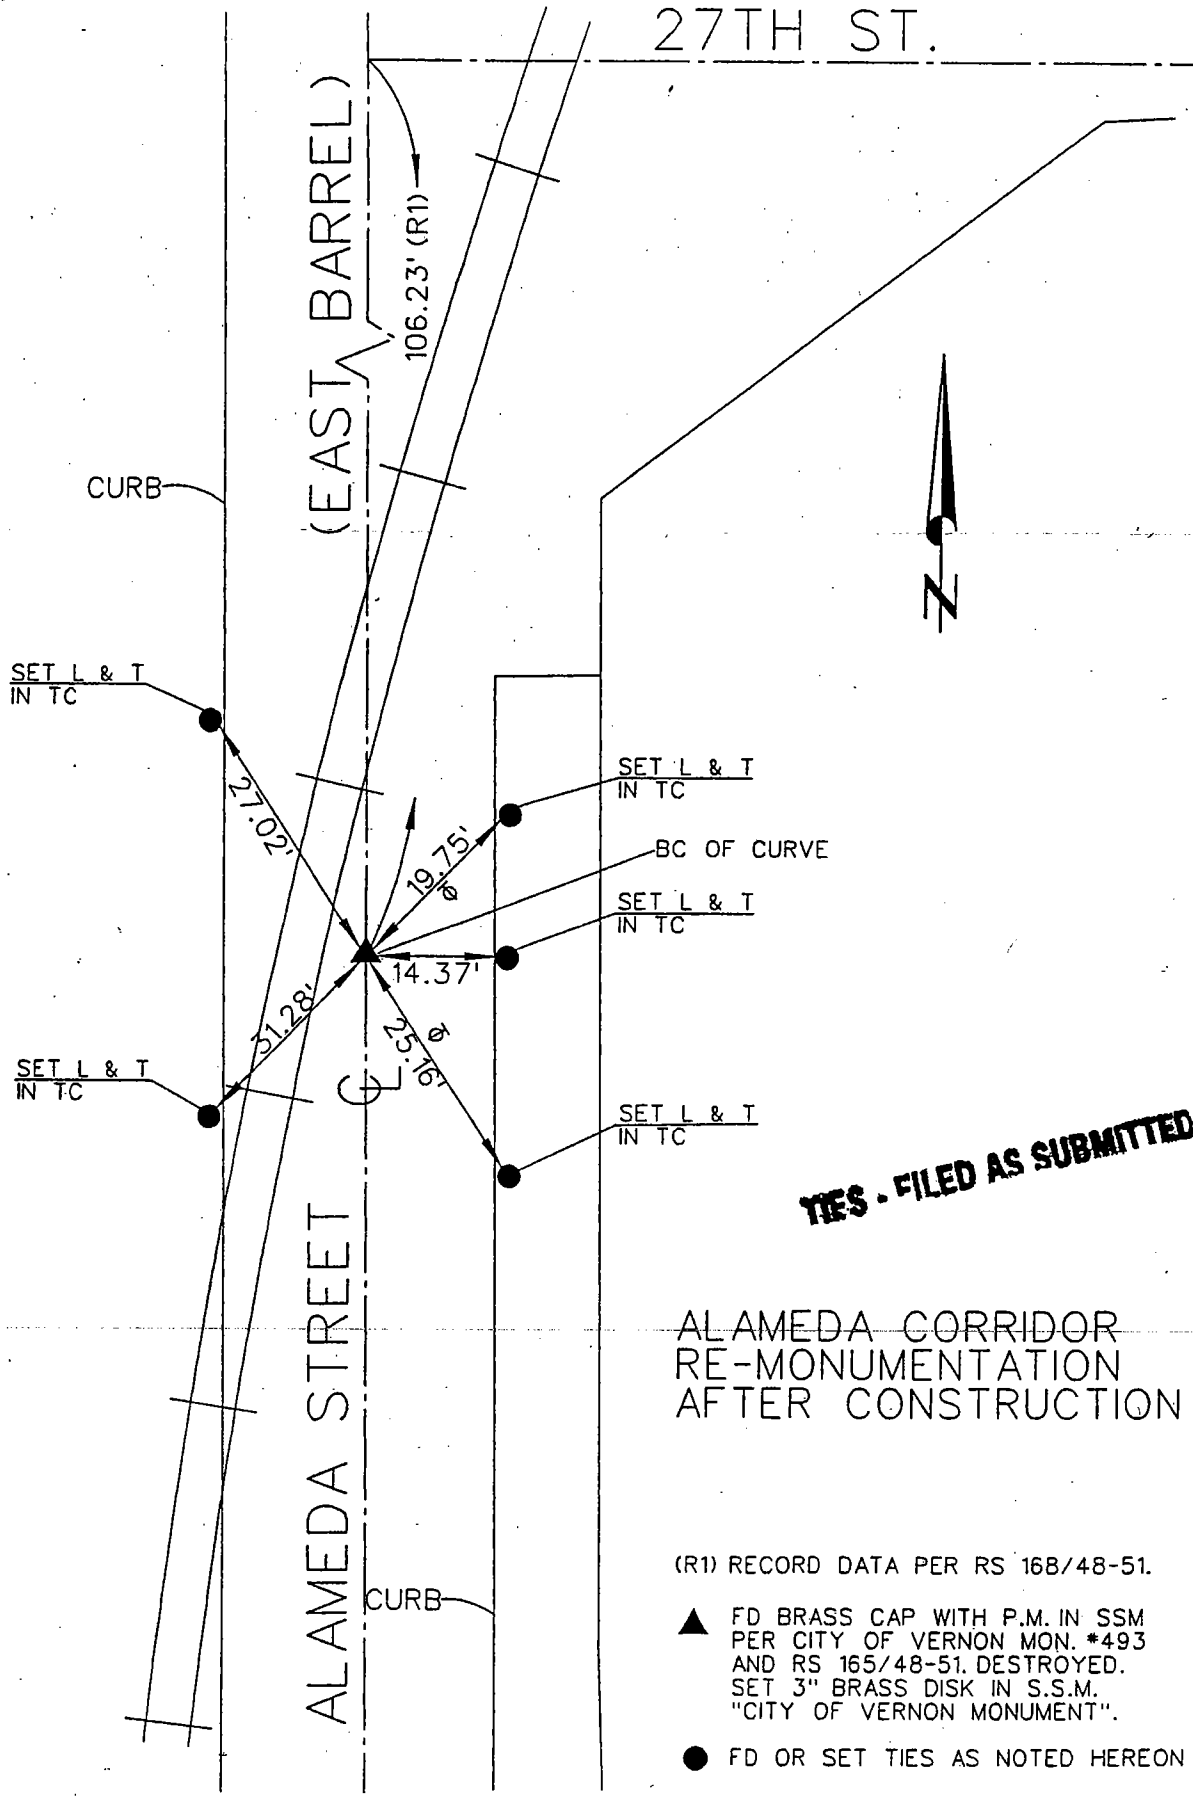 27TH ST.
(EAST BARREL)
106.23' (R1)
CURB
N
SET L & T
IN TC
27.02'
SET L & T
IN TC
19.75'
BC OF CURVE
SET L & T
IN TC
14.37'
31.28'
25.16'
SET L & T
IN TC
CL
SET L & T
IN TC
TIES - FILED AS SUBMITTED
ALAMEDA STREET
ALAMEDA CORRIDOR
RE-MONUMENTATION
AFTER CONSTRUCTION
(R1) RECORD DATA PER RS 168/48-51.
CURB
FD BRASS CAP WITH P.M. IN SSM
PER CITY OF VERNON MON. #493
AND RS 165/48-51. DESTROYED.
SET 3" BRASS DISK IN S.S.M.
"CITY OF VERNON MONUMENT".
FD OR SET TIES AS NOTED HEREON